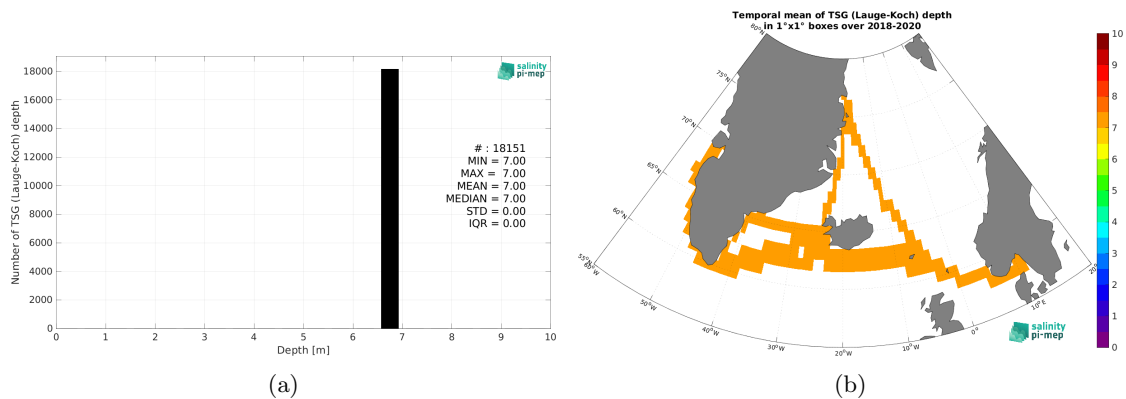 18000
16000
14000
12000
10000
8000
6000
4000
2000
0
Number of TSG (Lauge-Koch) depth
0 1 2 3 4 5 6 7 8 9 10
Depth [m]
salinity
pi-mep
# : 18151
MIN = 7.00
MAX = 7.00
MEAN = 7.00
MEDIAN = 7.00
STD = 0.00
IQR = 0.00
(a)
Temporal mean of TSG (Lauge-Koch) depth
in 1°x1° boxes over 2018-2020
80°N
75°N
70°N
65°N
60°N
55°N
60°W
50°W
40°W
30°W
20°W
10°W
0°
10°E
20°
salinity
pi-mep
10
9
8
7
6
5
4
3
2
1
0
(b)